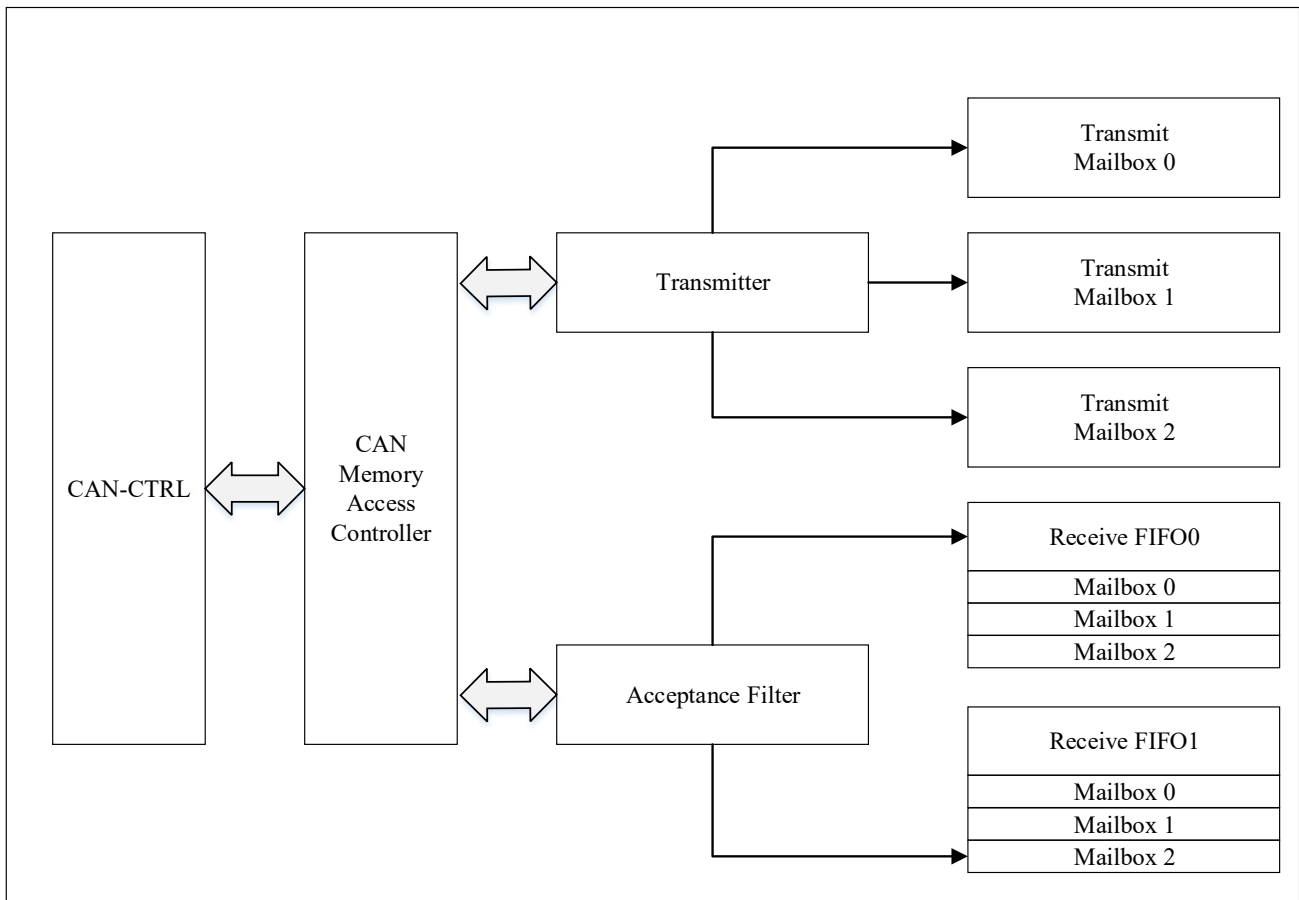 CAN-CTRL
CAN
Memory
Access
Controller
Transmitter
Acceptance Filter
Transmit
Mailbox 0
Transmit
Mailbox 1
Transmit
Mailbox 2
Receive FIFO0
Mailbox 0
Mailbox 1
Mailbox 2
Receive FIFO1
Mailbox 0
Mailbox 1
Mailbox 2